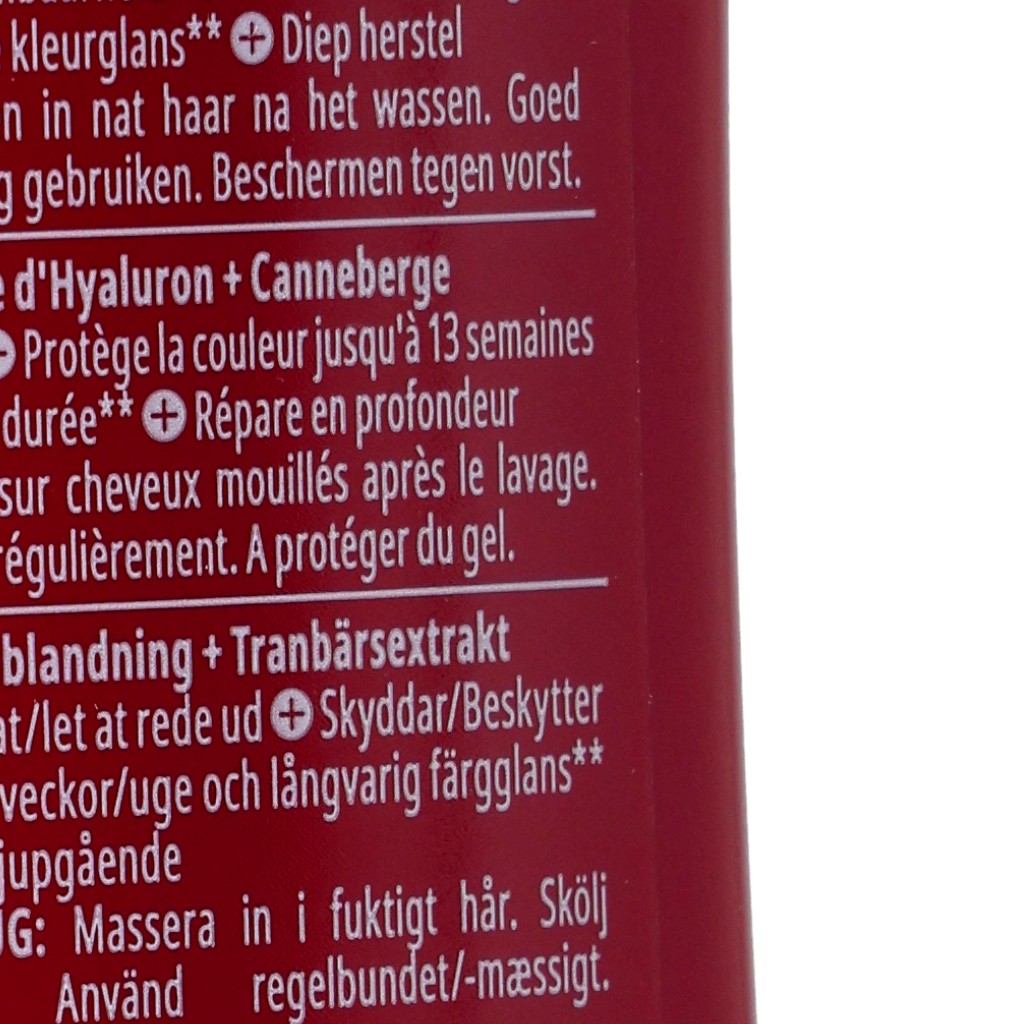 kleurglans** + Diep herstel
in nat haar na het wassen. Goed
gebruiken. Beschermen tegen vorst.
d'Hyaluron + Canneberge
Protège la couleur jusqu'à 13 semaines
durée** + Répare en profondeur
sur cheveux mouillés après le lavage.
régulièrement. A protéger du gel.
blandning + Tranbärsextrakt
at/let at rede ud + Skyddar/Beskytter
veckor/uge och långvarig färgglans**
jupgående
UG: Massera in i fuktigt hår. Skölj
Använd regelbundet/-mæssigt.